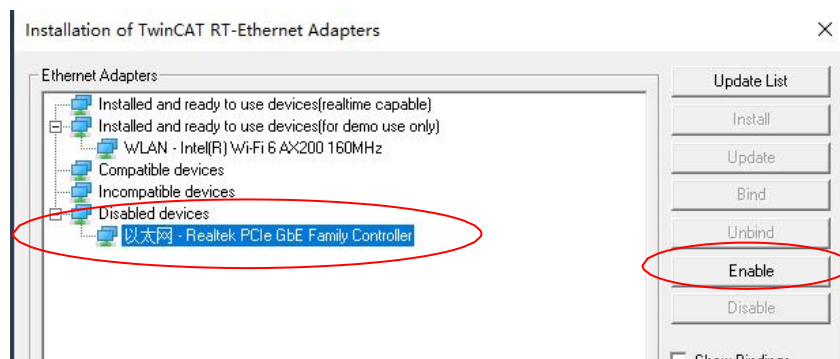 Installation of TwinCAT RT-Ethernet Adapters
Ethernet Adapters
Installed and ready to use devices(realtime capable)
Installed and ready to use devices(for demo use only)
WLAN - Intel(R) Wi-Fi 6 AX200 160MHz
Compatible devices
Incompatible devices
Disabled devices
以太网 - Realtek PCIe GbE Family Controller
Update List
Install
Update
Bind
Unbind
Enable
Disable
Show Bindings